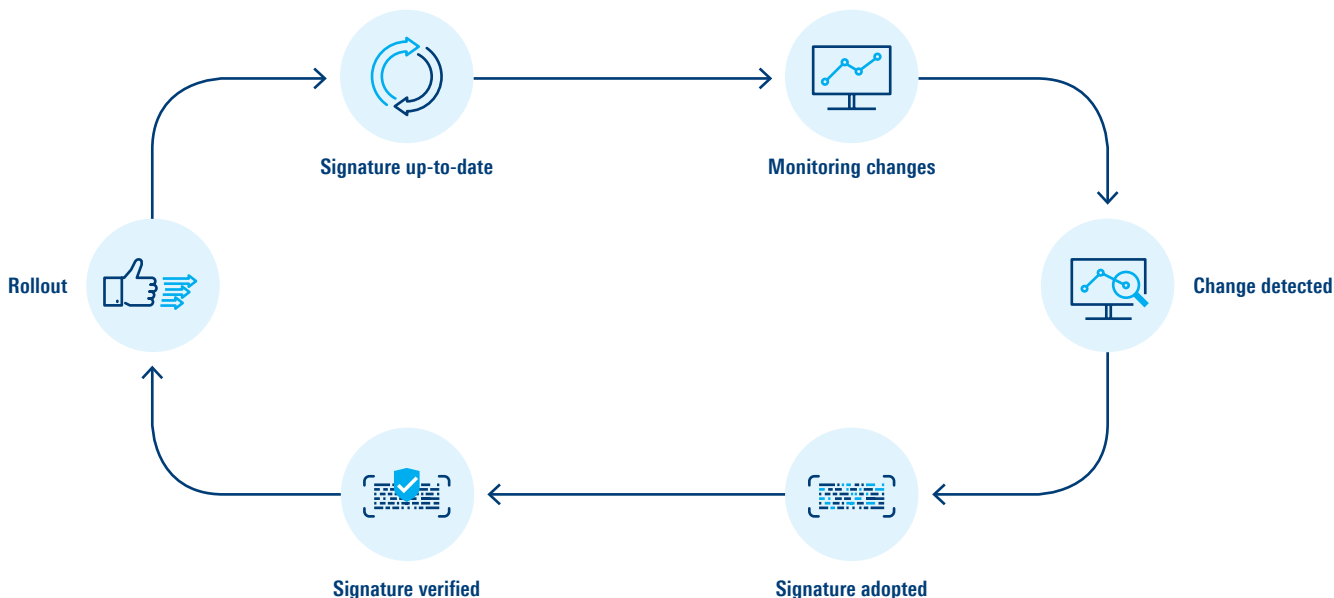 Signature up-to-date
Monitoring changes
Rollout
Change detected
Signature verified
Signature adopted